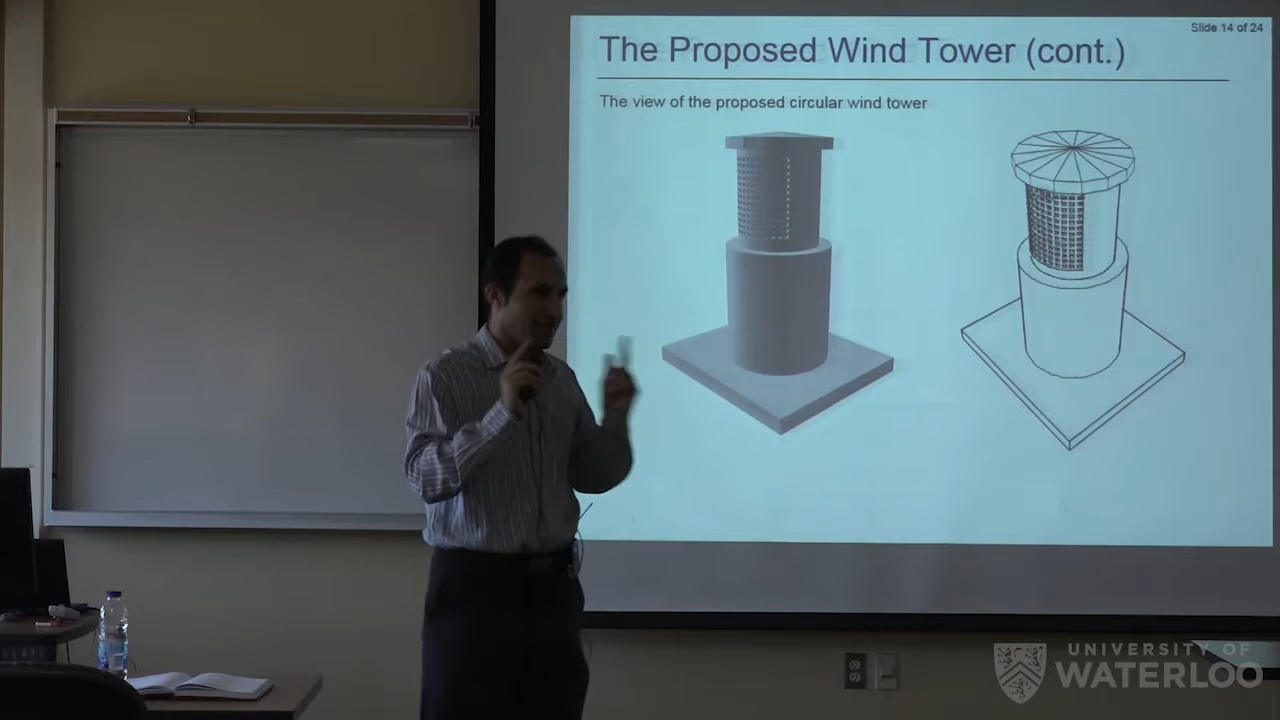 Slide 14 of 24
The Proposed Wind Tower (cont.)
The view of the proposed circular wind tower
UNIVERSITY OF
WATERLOO